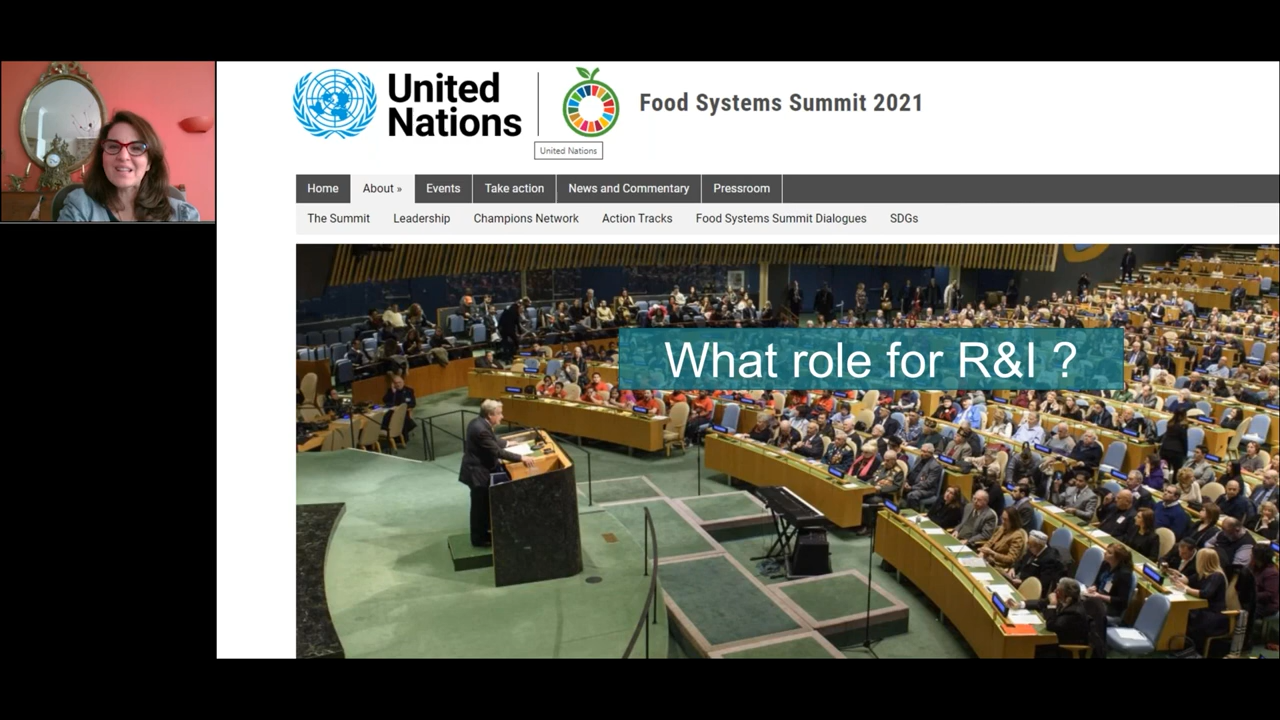 United
Nations
Food Systems Summit 2021
United Nations
Home
About »
Events
Take action
News and Commentary
Pressroom
The Summit
Leadership
Champions Network
Action Tracks
Food Systems Summit Dialogues
SDGs
What role for R&I ?